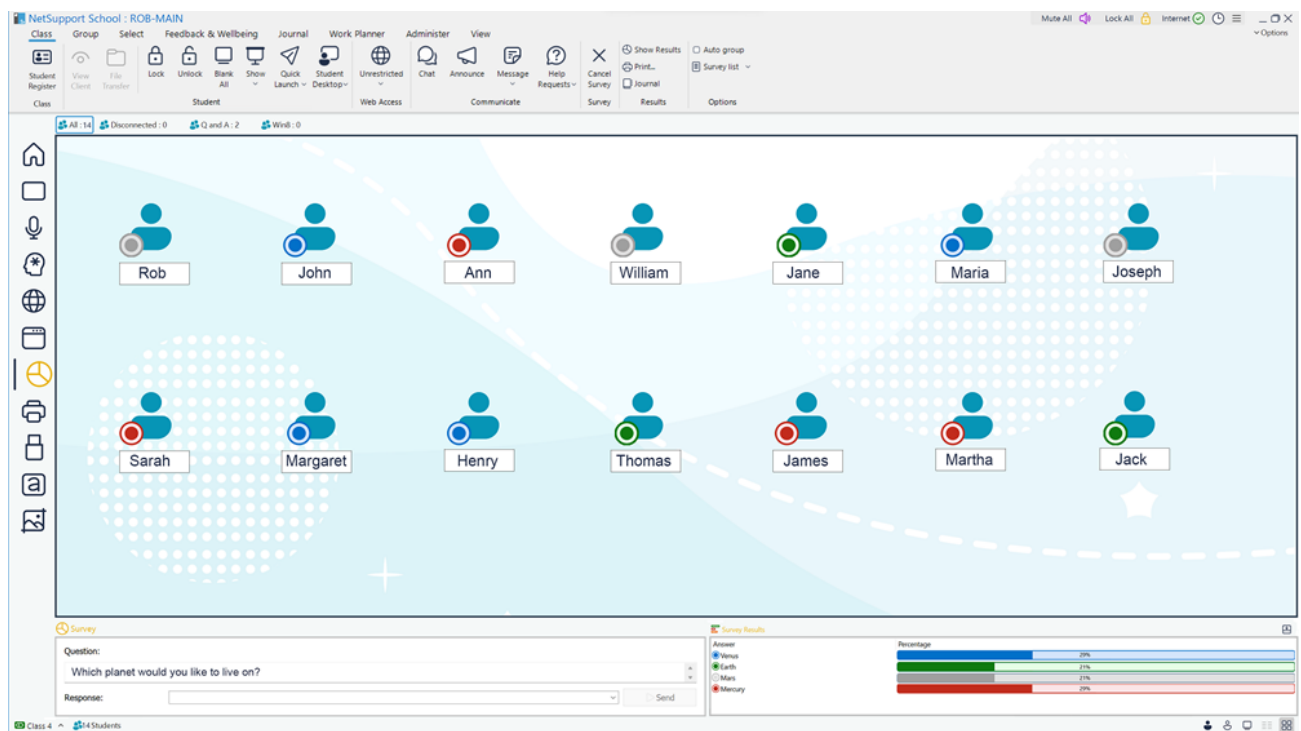 NetSupport School : ROB-MAIN
Mute All Lock All Internet
Class Group Select Feedback & Wellbeing Journal Work Planner Administer View
Options
Student Register
View Client
File Transfer
Lock
Unlock
Blank All
Show
Quick Launch
Student Desktop
Unrestricted
Chat
Announce
Message
Help Requests
Cancel Survey
Show Results
Print...
Journal
Auto group
Survey list
Class Student Web Access Communicate Survey Results Options
All : 14 Disconnected : 0 Q and A : 2 Win8 : 0
Rob John Ann William Jane Maria Joseph
Sarah Margaret Henry Thomas James Martha Jack
a
Survey
Question:
Which planet would you like to live on?
Response:
Send
Survey Results
Answer Percentage
Venus 29%
Earth 21%
Mars 21%
Mercury 29%
Class 4 14 Students